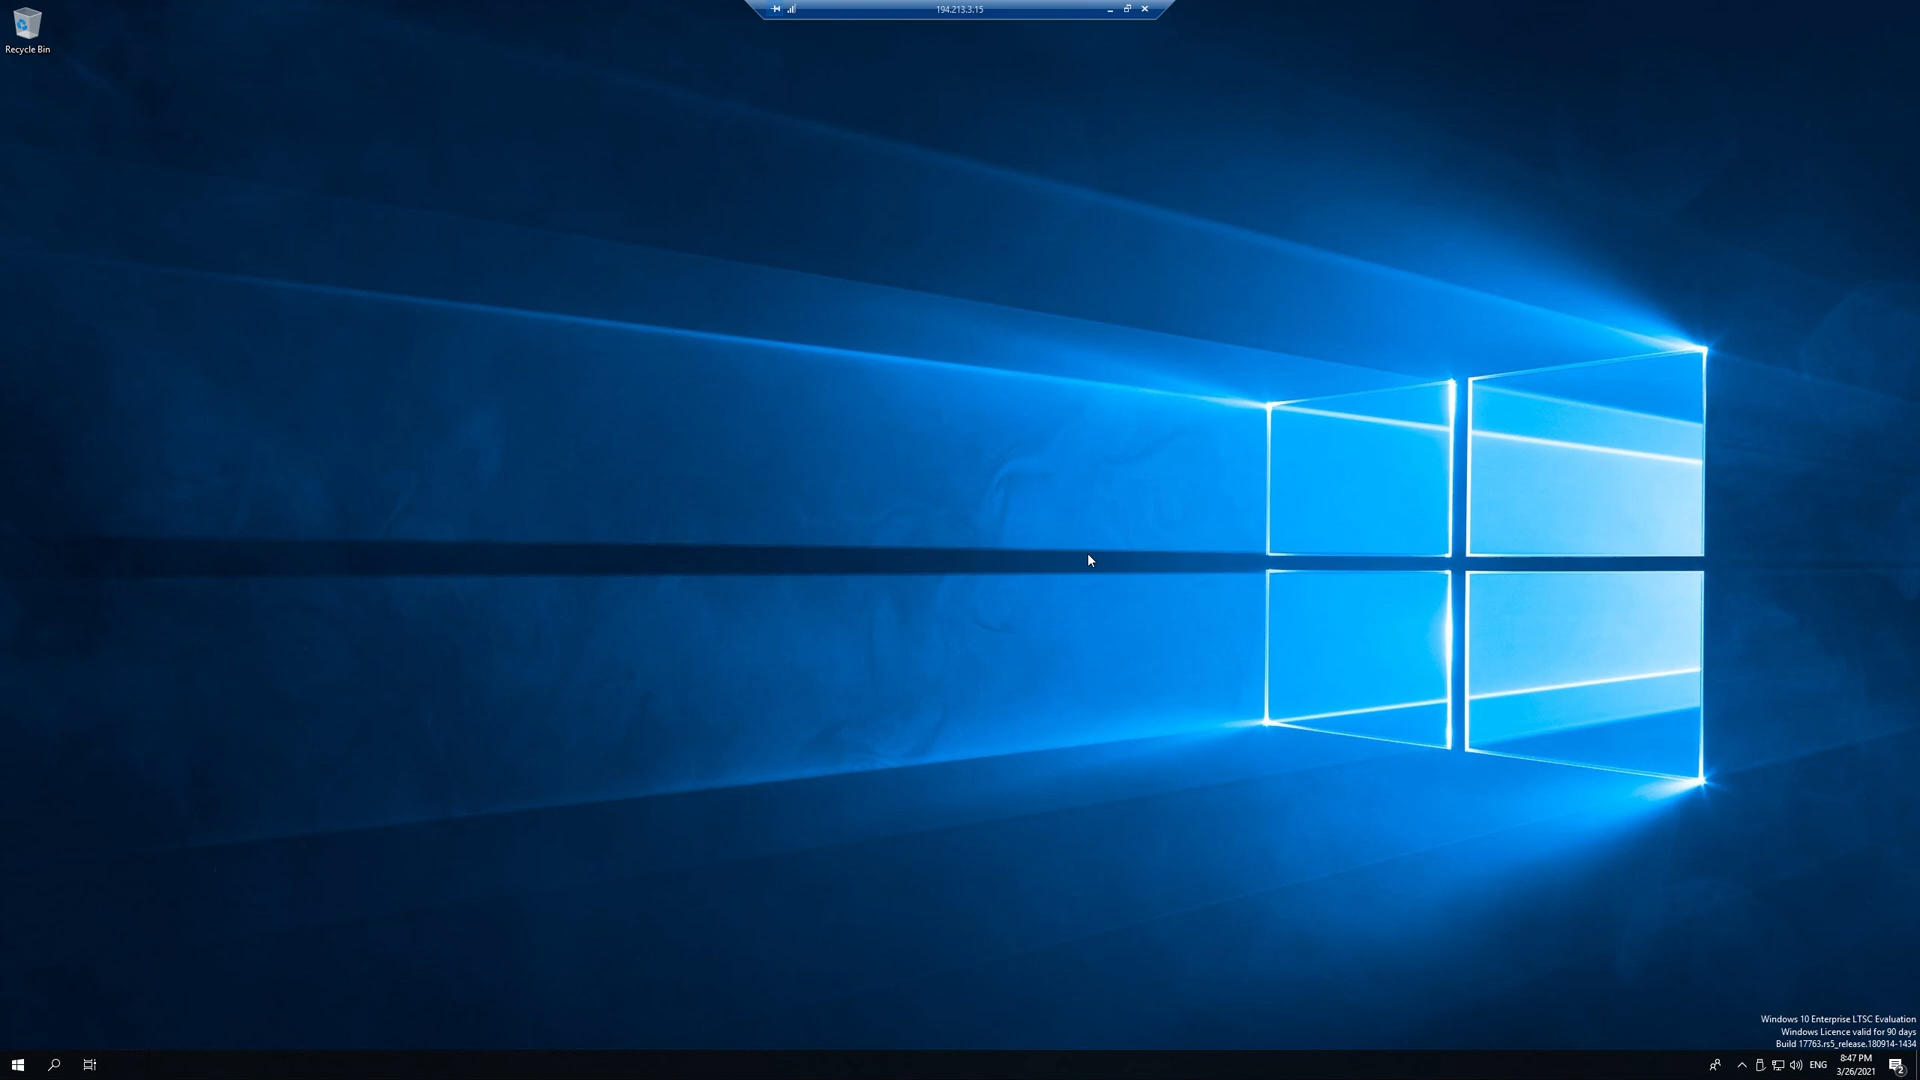 194.213.3.15
Recycle Bin
Windows 10 Enterprise LTSC Evaluation
Windows Licence valid for 90 days
Build 17763.rs5_release.180914-1434
ENG
8:47 PM
3/26/2021
2